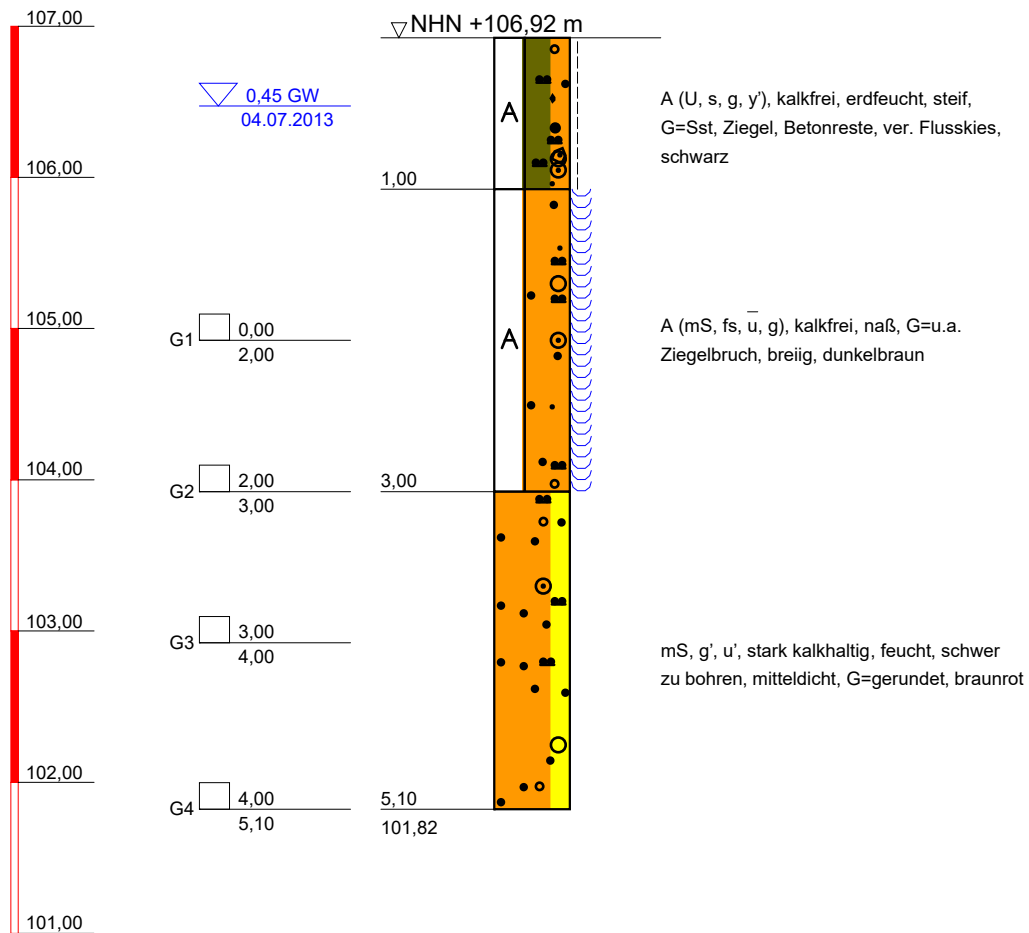 107,00
NHN +106,92 m
0,45 GW
04.07.2013
A
A (U, s, g, y’), kalkfrei, erdfeucht, steif,
G=Sst, Ziegel, Betonreste, ver. Flusskies,
schwarz
106,00
1,00
105,00
G1
0,00
2,00
A
A (mS, fs, u̅, g), kalkfrei, naß, G=u.a.
Ziegelbruch, breiig, dunkelbraun
104,00
G2
2,00
3,00
3,00
103,00
G3
3,00
4,00
mS, g’, u’, stark kalkhaltig, feucht, schwer
zu bohren, mitteldicht, G=gerundet, braunrot
102,00
G4
4,00
5,10
5,10
101,82
101,00